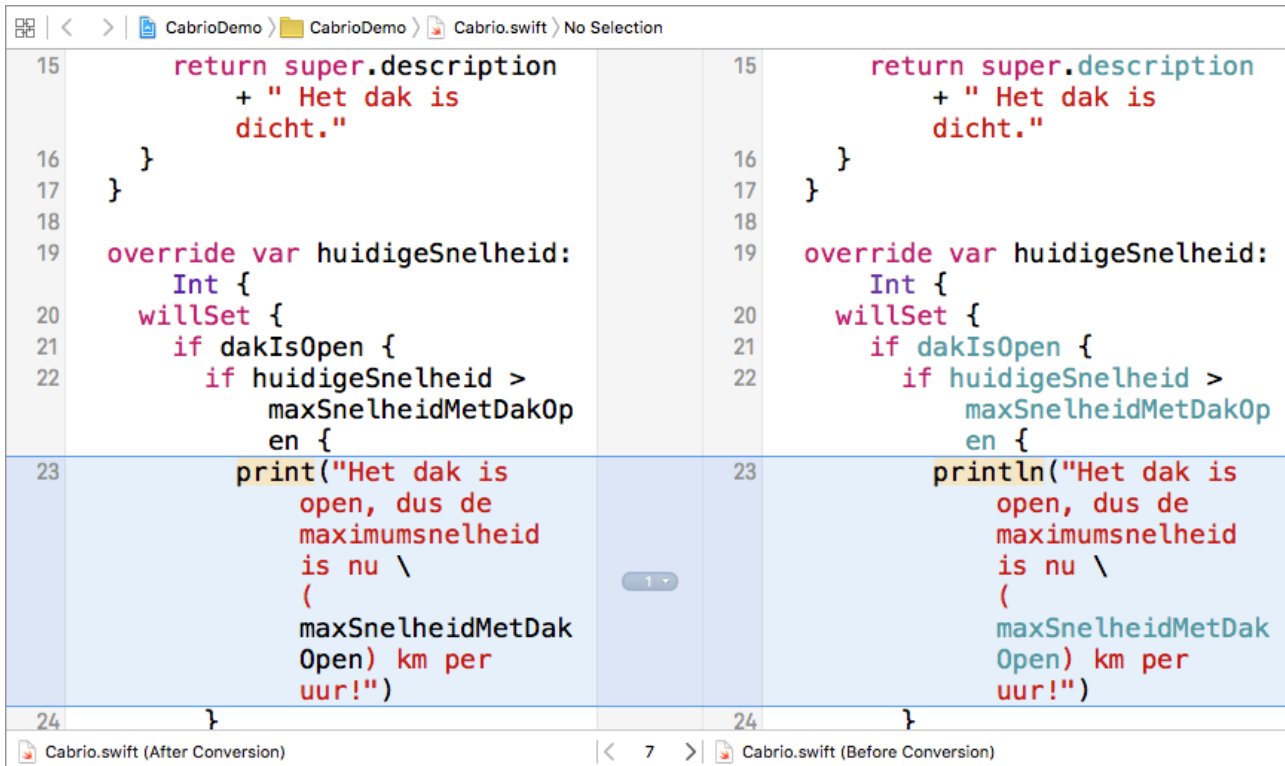 CabrioDemo 〉 CabrioDemo 〉 Cabrio.swift 〉 No Selection
15 return super.description
+ " Het dak is
dicht."
16 }
17 }
18
19 override var huidigeSnelheid:
Int {
20 willSet {
21 if dakIsOpen {
22 if huidigeSnelheid >
maxSnelheidMetDakOp
en {
23 print("Het dak is
open, dus de
maximumsnelheid
is nu \
(
maxSnelheidMetDak
Open) km per
uur!")
24 }
Cabrio.swift (After Conversion)
1
15 return super.description
+ " Het dak is
dicht."
16 }
17 }
18
19 override var huidigeSnelheid:
Int {
20 willSet {
21 if dakIsOpen {
22 if huidigeSnelheid >
maxSnelheidMetDakOp
en {
23 println("Het dak is
open, dus de
maximumsnelheid
is nu \
(
maxSnelheidMetDak
Open) km per
uur!")
24 }
7
Cabrio.swift (Before Conversion)